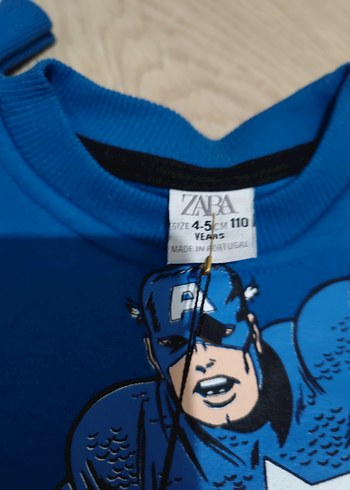 ZARA
SIZE 4-5 CM 110
YEARS
MADE IN PORTUGAL
A